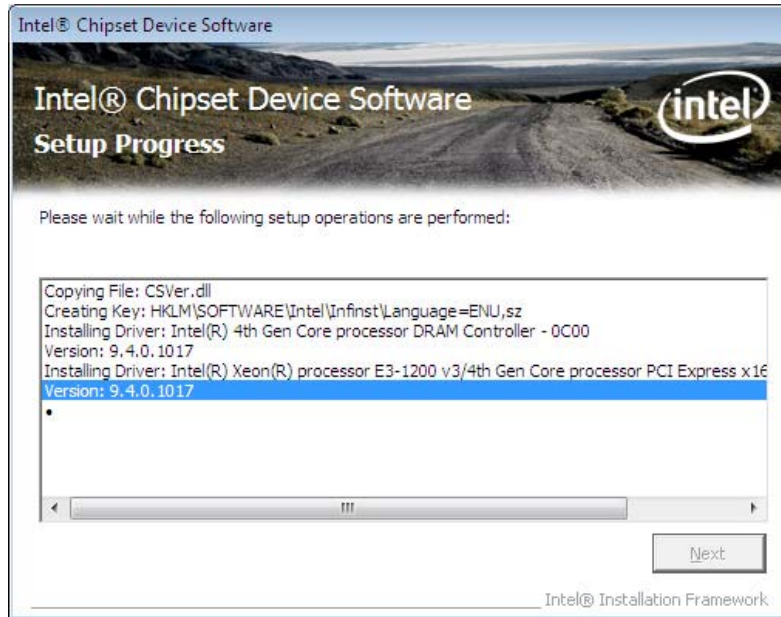 Intel® Chipset Device Software
Intel® Chipset Device Software
intel
Setup Progress
Please wait while the following setup operations are performed:
Copying File: CSVer.dll
Creating Key: HKLM\SOFTWARE\Intel\Infinst\Language=ENU,sz
Installing Driver: Intel(R) 4th Gen Core processor DRAM Controller - 0C00
Version: 9.4.0.1017
Installing Driver: Intel(R) Xeon(R) processor E3-1200 v3/4th Gen Core processor PCI Express x16
Version: 9.4.0.1017
Next
Intel® Installation Framework